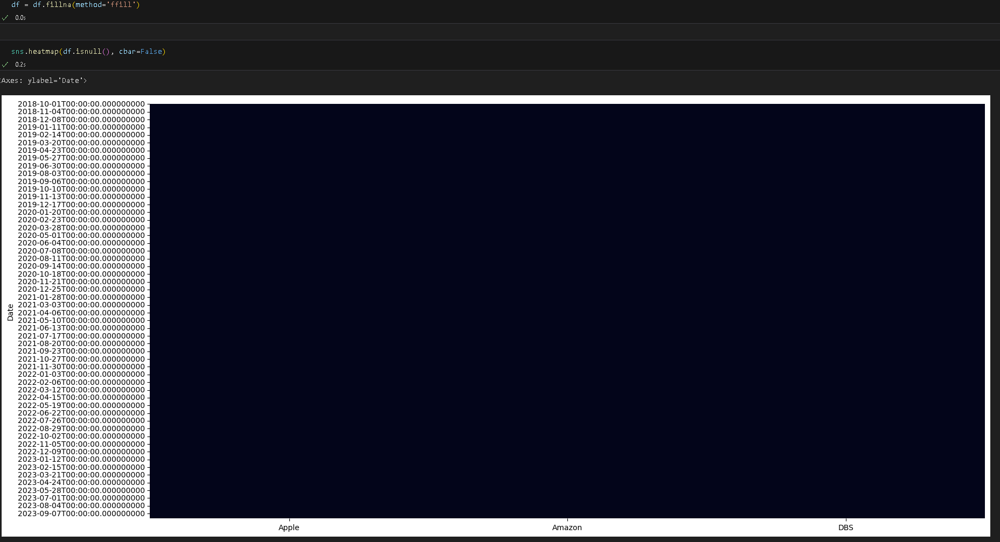 df = df.fillna(method='ffill')
0.0s
sns.heatmap(df.isnull(), cbar=False)
0.2s
<Axes: ylabel='Date'>
2018-10-01T00:00:00.000000000
2018-11-04T00:00:00.000000000
2018-12-08T00:00:00.000000000
2019-01-11T00:00:00.000000000
2019-02-14T00:00:00.000000000
2019-03-20T00:00:00.000000000
2019-04-23T00:00:00.000000000
2019-05-27T00:00:00.000000000
2019-06-30T00:00:00.000000000
2019-08-03T00:00:00.000000000
2019-09-06T00:00:00.000000000
2019-10-10T00:00:00.000000000
2019-11-13T00:00:00.000000000
2019-12-17T00:00:00.000000000
2020-01-20T00:00:00.000000000
2020-02-23T00:00:00.000000000
2020-03-28T00:00:00.000000000
2020-05-01T00:00:00.000000000
2020-06-04T00:00:00.000000000
2020-07-08T00:00:00.000000000
2020-08-11T00:00:00.000000000
2020-09-14T00:00:00.000000000
2020-10-18T00:00:00.000000000
2020-11-21T00:00:00.000000000
2020-12-25T00:00:00.000000000
2021-01-28T00:00:00.000000000
2021-03-03T00:00:00.000000000
2021-04-06T00:00:00.000000000
2021-05-10T00:00:00.000000000
2021-06-13T00:00:00.000000000
2021-07-17T00:00:00.000000000
2021-08-20T00:00:00.000000000
2021-09-23T00:00:00.000000000
2021-10-27T00:00:00.000000000
2021-11-30T00:00:00.000000000
2022-01-03T00:00:00.000000000
2022-02-06T00:00:00.000000000
2022-03-12T00:00:00.000000000
2022-04-15T00:00:00.000000000
2022-05-19T00:00:00.000000000
2022-06-22T00:00:00.000000000
2022-07-26T00:00:00.000000000
2022-08-29T00:00:00.000000000
2022-10-02T00:00:00.000000000
2022-11-05T00:00:00.000000000
2022-12-09T00:00:00.000000000
2023-01-12T00:00:00.000000000
2023-02-15T00:00:00.000000000
2023-03-21T00:00:00.000000000
2023-04-24T00:00:00.000000000
2023-05-28T00:00:00.000000000
2023-07-01T00:00:00.000000000
2023-08-04T00:00:00.000000000
2023-09-07T00:00:00.000000000
Date
Apple
Amazon
DBS